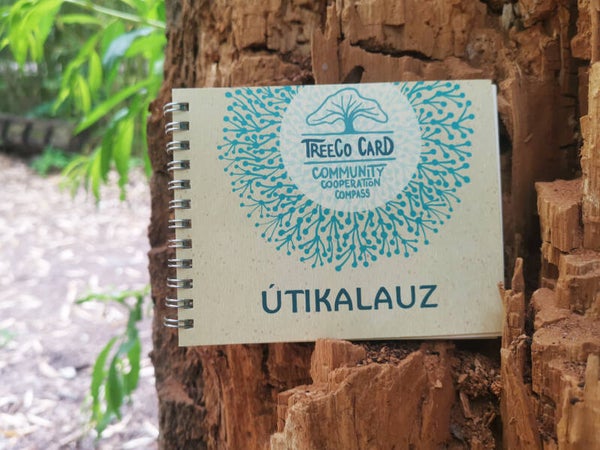 TREECO CARD
COMMUNITY
COOPERATION
COMPASS
ÚTIKALAUZ